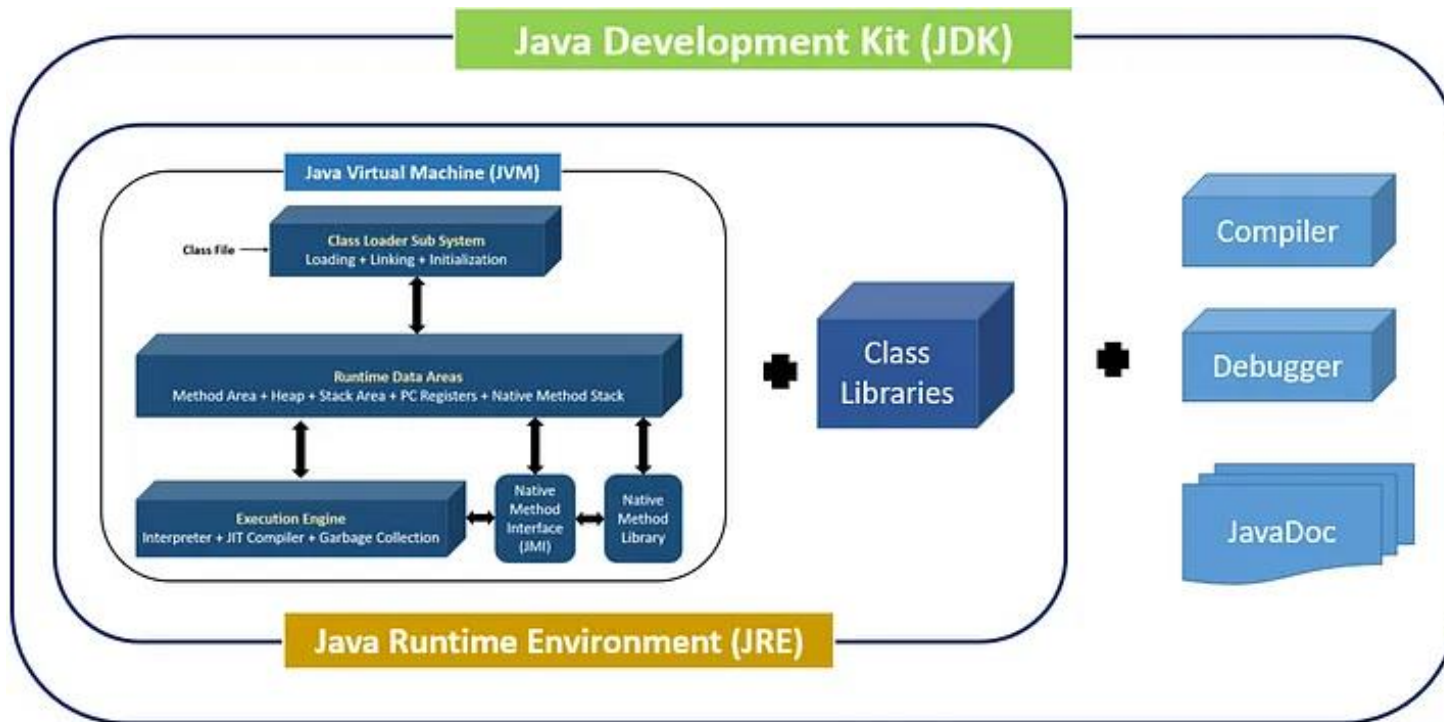 Java Development Kit (JDK)
Java Virtual Machine (JVM)
Class File
Class Loader Sub System
Loading + Linking + Initialization
Runtime Data Areas
Method Area + Heap + Stack Area + PC Registers + Native Method Stack
Execution Engine
Interpreter + JIT Compiler + Garbage Collection
Native
Method
Interface
(JMI)
Native
Method
Library
Class
Libraries
Compiler
Debugger
JavaDoc
Java Runtime Environment (JRE)